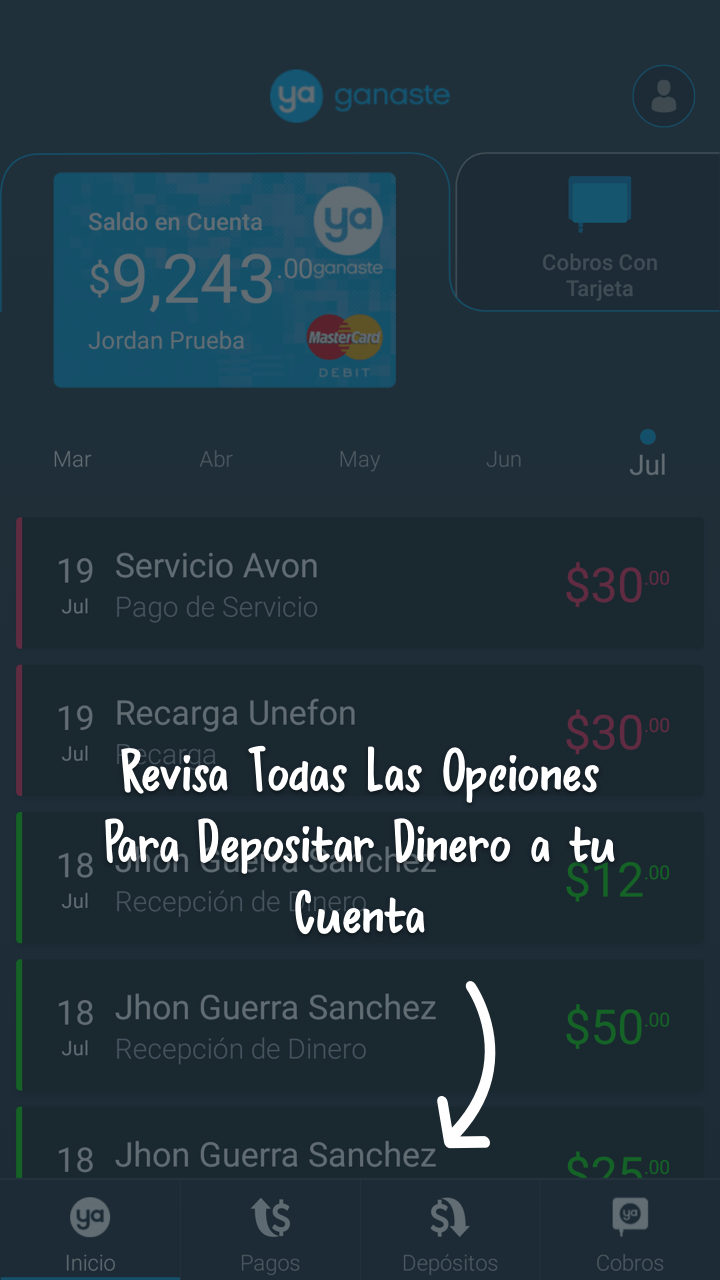 ya ganaste
Saldo en Cuenta
ya
$9,243.00
ganaste
Jordan Prueba
MasterCard
DEBIT
Cobros Con
Tarjeta
Mar Abr May Jun Jul
19 Servicio Avon $30.00
Jul Pago de Servicio
19 Recarga Unefon $30.00
Jul Recarga
Revisa Todas Las Opciones
Para Depositar Dinero a tu
Cuenta
18 Jhon Guerra Sanchez $12.00
Jul Recepción de Dinero
18 Jhon Guerra Sanchez $50.00
Jul Recepción de Dinero
18 Jhon Guerra Sanchez $25.00
ya $ $ ya
Inicio Pagos Depósitos Cobros